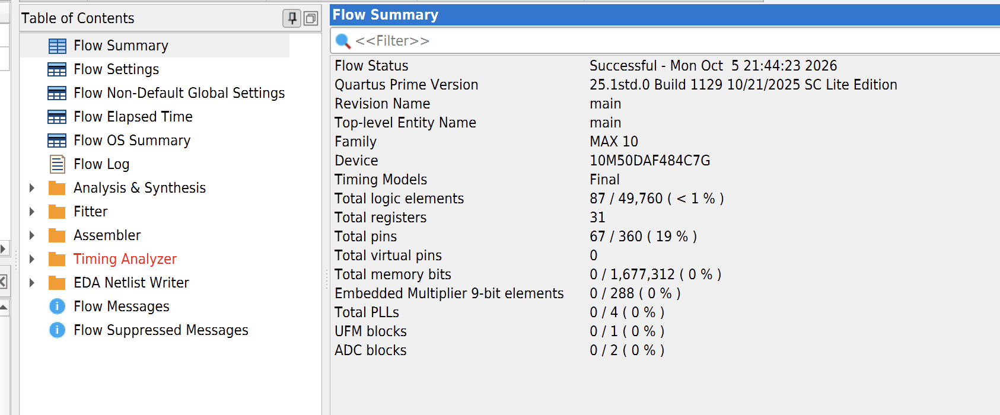 Table of Contents
Flow Summary
Flow Settings
Flow Non-Default Global Settings
Flow Elapsed Time
Flow OS Summary
Flow Log
Analysis & Synthesis
Fitter
Assembler
Timing Analyzer
EDA Netlist Writer
Flow Messages
Flow Suppressed Messages
Flow Summary
<<Filter>>
Flow Status Successful - Mon Oct  5 21:44:23 2026
Quartus Prime Version 25.1std.0 Build 1129 10/21/2025 SC Lite Edition
Revision Name main
Top-level Entity Name main
Family MAX 10
Device 10M50DAF484C7G
Timing Models Final
Total logic elements 87 / 49,760 ( < 1 % )
Total registers 31
Total pins 67 / 360 ( 19 % )
Total virtual pins 0
Total memory bits 0 / 1,677,312 ( 0 % )
Embedded Multiplier 9-bit elements 0 / 288 ( 0 % )
Total PLLs 0 / 4 ( 0 % )
UFM blocks 0 / 1 ( 0 % )
ADC blocks 0 / 2 ( 0 % )